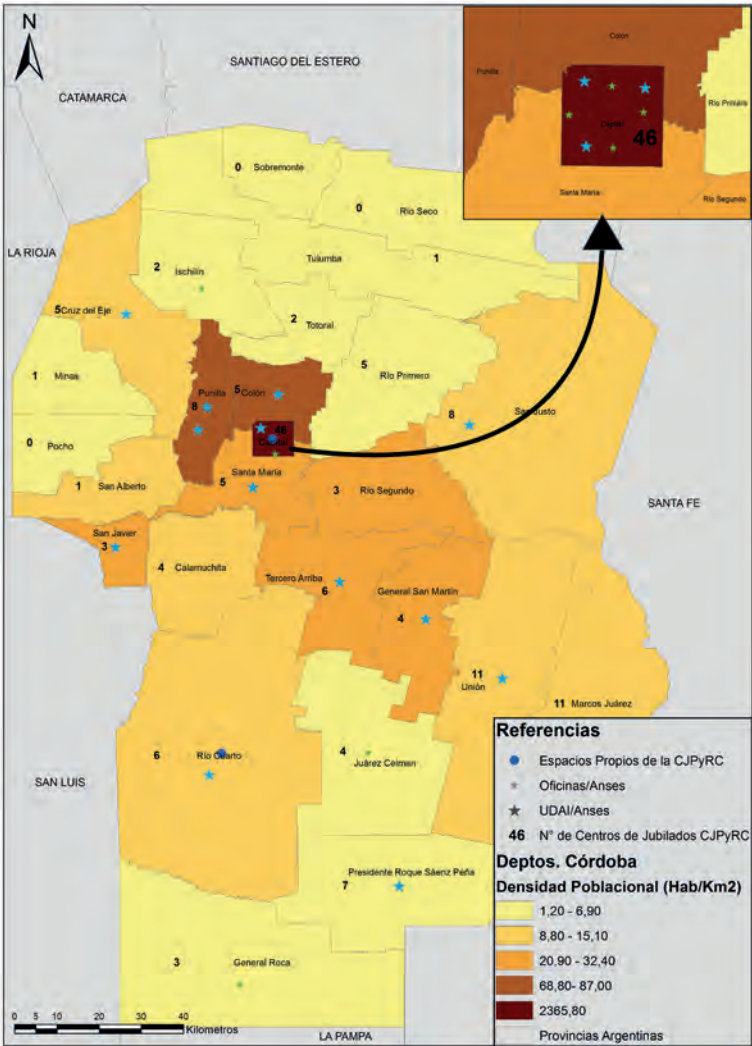 N
SANTIAGO DEL ESTERO
CATAMARCA
LA RIOJA
SANTA FE
SAN LUIS
LA PAMPA
Colón
Punilla
Río Primero
Capital
46
Santa María
Río Segundo
0 Sobremonte
0
Río Seco
2
Ischilín
Tulumba
1
5 Cruz del Eje
2
Totoral
1
Minas
5
Río Primero
Punilla
8
5 Colón
46
Capital
8
San Justo
0
Pocho
1 San Alberto
Santa María
5
3 Río Segundo
San Javier
3
4 Calamuchita
Tercero Arriba
6
General San Martín
4
11
Unión
11 Marcos Juárez
6
Río Cuarto
4
Juárez Celman
Presidente Roque Sáenz Peña
7
3
General Roca
0 5 10 20 30 40
Kilometros
Referencias
Espacios Propios de la CJPyRC
Oficinas/Anses
UDAI/Anses
46 N° de Centros de Jubilados CJPyRC
Deptos. Córdoba
Densidad Poblacional (Hab/Km2)
1,20 - 6,90
8,80 - 15,10
20,90 - 32,40
68,80- 87,00
2365,80
Provincias Argentinas